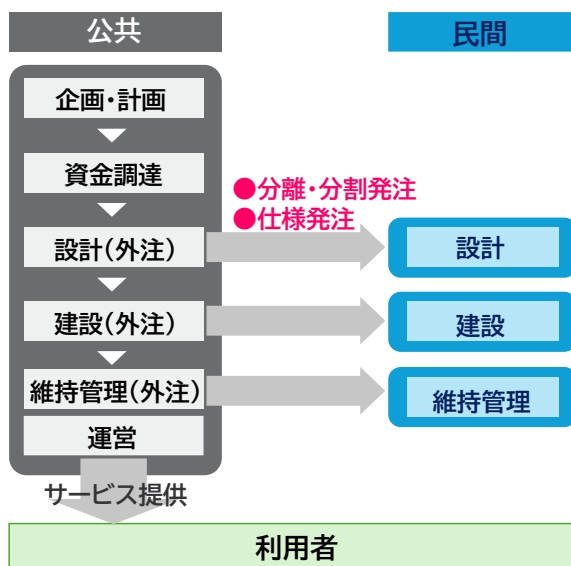 公共
民間
企画・計画
資金調達
●分離・分割発注
●仕様発注
設計(外注)
設計
建設(外注)
建設
維持管理(外注)
維持管理
運営
サービス提供
利用者